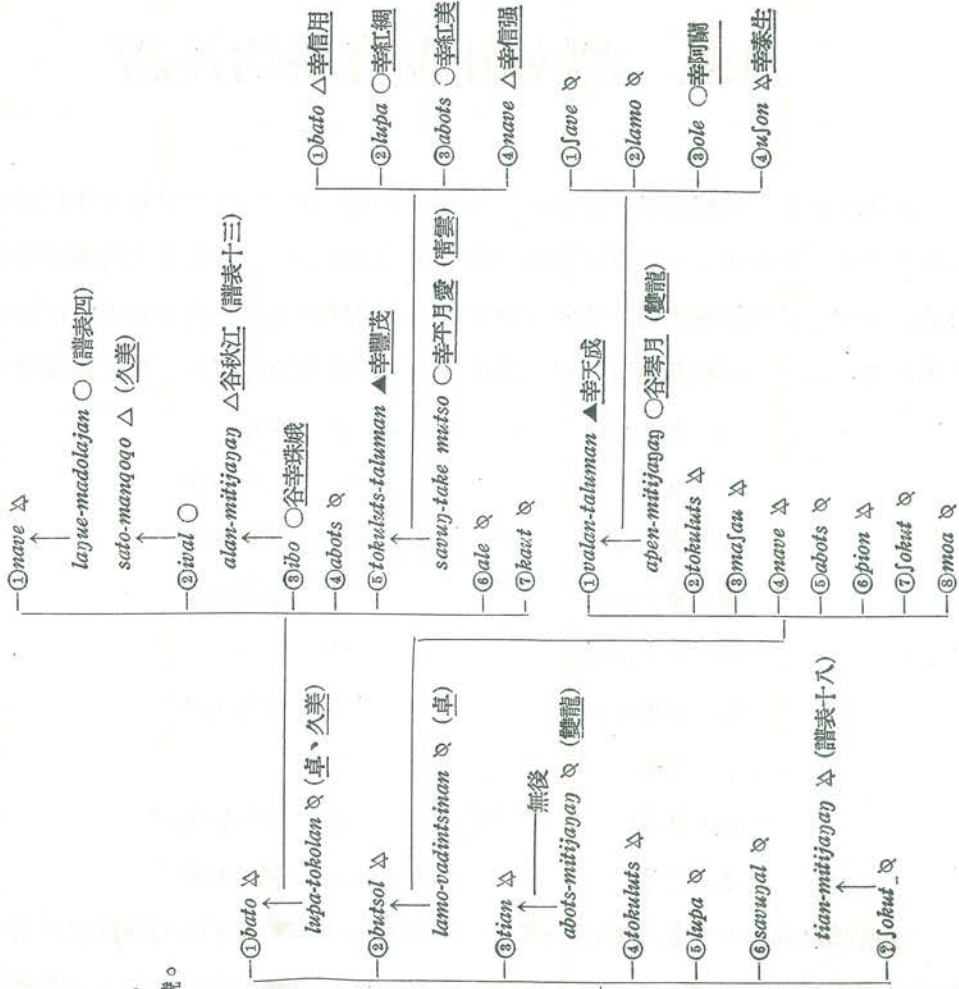 號。
—①bato
lupa-tokolan (卓、久美)
—②butsol
lamo-vadintsinan (卓)
—③tian
無後
abots-mitijaŋaŋ (雙龍)
—④tokuluts
—⑤lupa
—⑥savuŋal
tian-mitijaŋaŋ (譜表十八)
—⑦ʃokut
—①nave
laŋue-madolajan ○ (譜表四)
sato-manqoqo △ (久美)
—②ival ○
alan-mitijaŋaŋ △谷秋江 (譜表十三)
—③ibo ○谷幸珠娥
—④abots
—⑤tokuluts-taluman ▲幸豐茂
savuŋ-take mutso ○幸平月愛 (青雲)
—⑥ale
—⑦kaut
—①valan-taluman ▲幸天成
apen-mitijaŋaŋ ○谷琴月 (雙龍)
—②tokuluts
—③maʃau
—④nave
—⑤abots
—⑥pion
—⑦ʃokut
—⑧moa
—①bato △幸信用
—②lupa ○幸紅綢
—③abots ○幸紅美
—④nave △幸信强
—①ʃave
—②lamo
—③ole ○幸阿蘭
—④uʃon 幸泰生